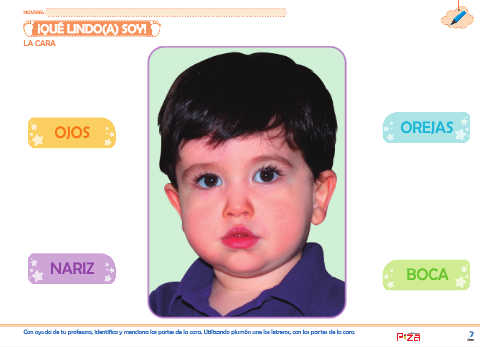 NOMBRE:
¡QUÉ LINDO(A) SOY!
LA CARA
OJOS
OREJAS
NARIZ
BOCA
Con ayuda de tu profesora, identifica y menciona las partes de la cara. Utilizando plumón une los letreros, con las partes de la cara.
2